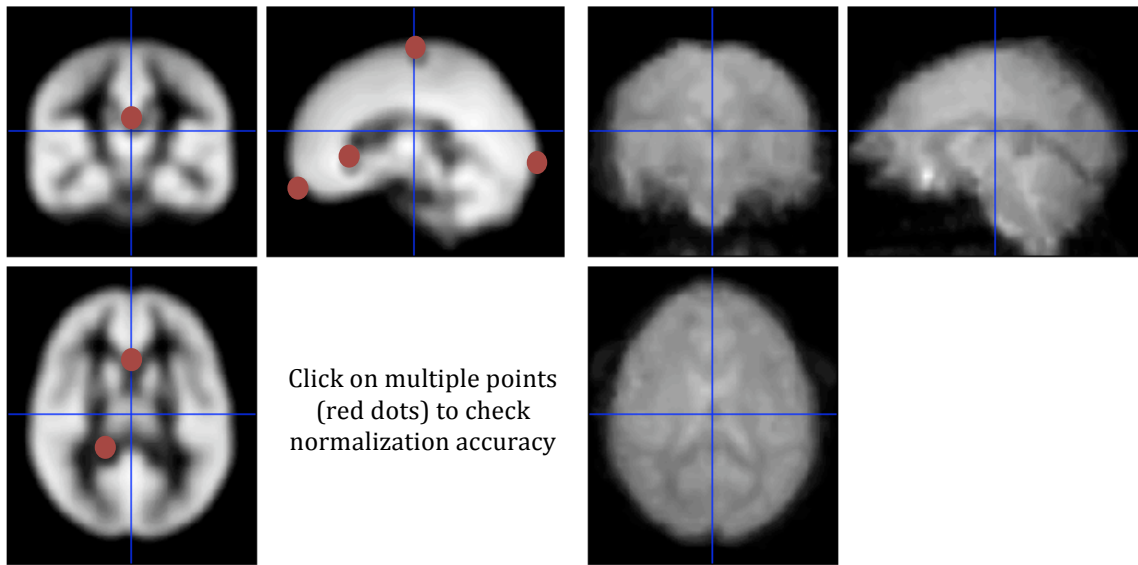 Click on multiple points
(red dots) to check
normalization accuracy